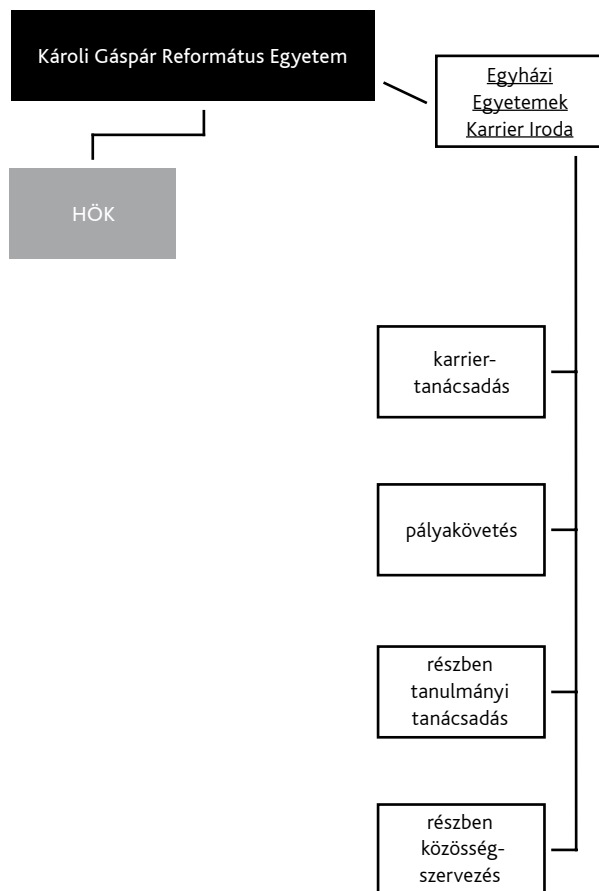 Károli Gáspár Református Egyetem
Egyházi
Egyetemek
Karrier Iroda
HÖK
karrier-
tanácsadás
pályakövetés
részben
tanulmányi
tanácsadás
részben
közösség-
szervezés